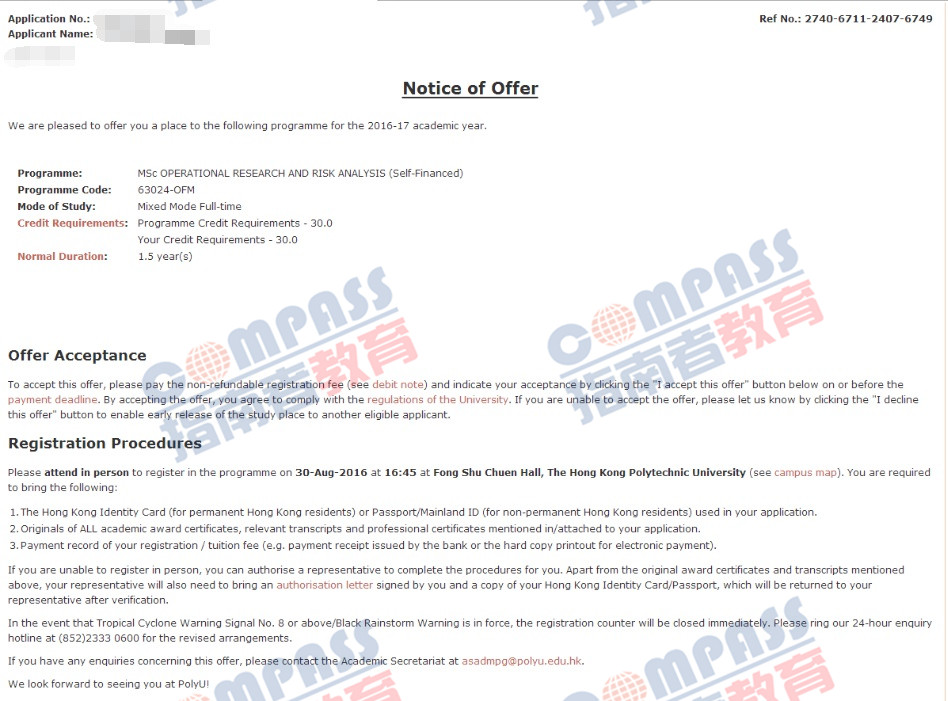 Application No.:
Ref No.: 2740-6711-2407-6749
Applicant Name:
Notice of Offer
We are pleased to offer you a place to the following programme for the 2016-17 academic year.
Programme: MSc OPERATIONAL RESEARCH AND RISK ANALYSIS (Self-Financed)
Programme Code: 63024-OFM
Mode of Study: Mixed Mode Full-time
Credit Requirements: Programme Credit Requirements - 30.0
Your Credit Requirements - 30.0
Normal Duration: 1.5 year(s)
COMPASS
指南者教育
COMPASS
指南者教育
Offer Acceptance
To accept this offer, please pay the non-refundable registration fee (see debit note) and indicate your acceptance by clicking the "I accept this offer" button below on or before the
payment deadline. By accepting the offer, you agree to comply with the regulations of the University. If you are unable to accept the offer, please let us know by clicking the "I decline
this offer" button to enable early release of the study place to another eligible applicant.
Registration Procedures
Please attend in person to register in the programme on 30-Aug-2016 at 16:45 at Fong Shu Chuen Hall, The Hong Kong Polytechnic University (see campus map). You are required
to bring the following:
1. The Hong Kong Identity Card (for permanent Hong Kong residents) or Passport/Mainland ID (for non-permanent Hong Kong residents) used in your application.
2. Originals of ALL academic award certificates, relevant transcripts and professional certificates mentioned in/attached to your application.
3. Payment record of your registration / tuition fee (e.g. payment receipt issued by the bank or the hard copy printout for electronic payment).
If you are unable to register in person, you can authorise a representative to complete the procedures for you. Apart from the original award certificates and transcripts mentioned
above, your representative will also need to bring an authorisation letter signed by you and a copy of your Hong Kong Identity Card/Passport, which will be returned to your
representative after verification.
In the event that Tropical Cyclone Warning Signal No. 8 or above/Black Rainstorm Warning is in force, the registration counter will be closed immediately. Please ring our 24-hour enquiry
hotline at (852)2333 0600 for the revised arrangements.
If you have any enquiries concerning this offer, please contact the Academic Secretariat at asadmpg@polyu.edu.hk.
We look forward to seeing you at PolyU!
COMPASS
COMPASS